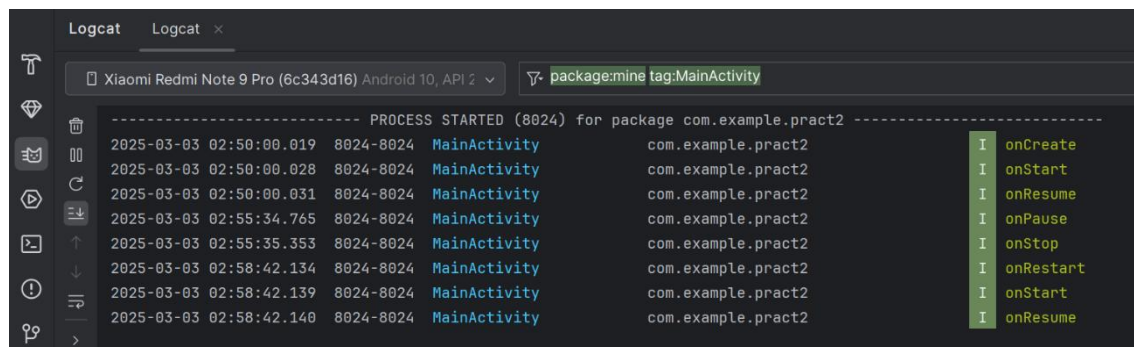 Logcat Logcat ×
Xiaomi Redmi Note 9 Pro (6c343d16) Android 10, API 2 package:mine tag:MainActivity
--------------------------- PROCESS STARTED (8024) for package com.example.pract2 ----------------------------
2025-03-03 02:50:00.019 8024-8024 MainActivity com.example.pract2 I onCreate
2025-03-03 02:50:00.028 8024-8024 MainActivity com.example.pract2 I onStart
2025-03-03 02:50:00.031 8024-8024 MainActivity com.example.pract2 I onResume
2025-03-03 02:55:34.765 8024-8024 MainActivity com.example.pract2 I onPause
2025-03-03 02:55:35.353 8024-8024 MainActivity com.example.pract2 I onStop
2025-03-03 02:58:42.134 8024-8024 MainActivity com.example.pract2 I onRestart
2025-03-03 02:58:42.139 8024-8024 MainActivity com.example.pract2 I onStart
2025-03-03 02:58:42.140 8024-8024 MainActivity com.example.pract2 I onResume